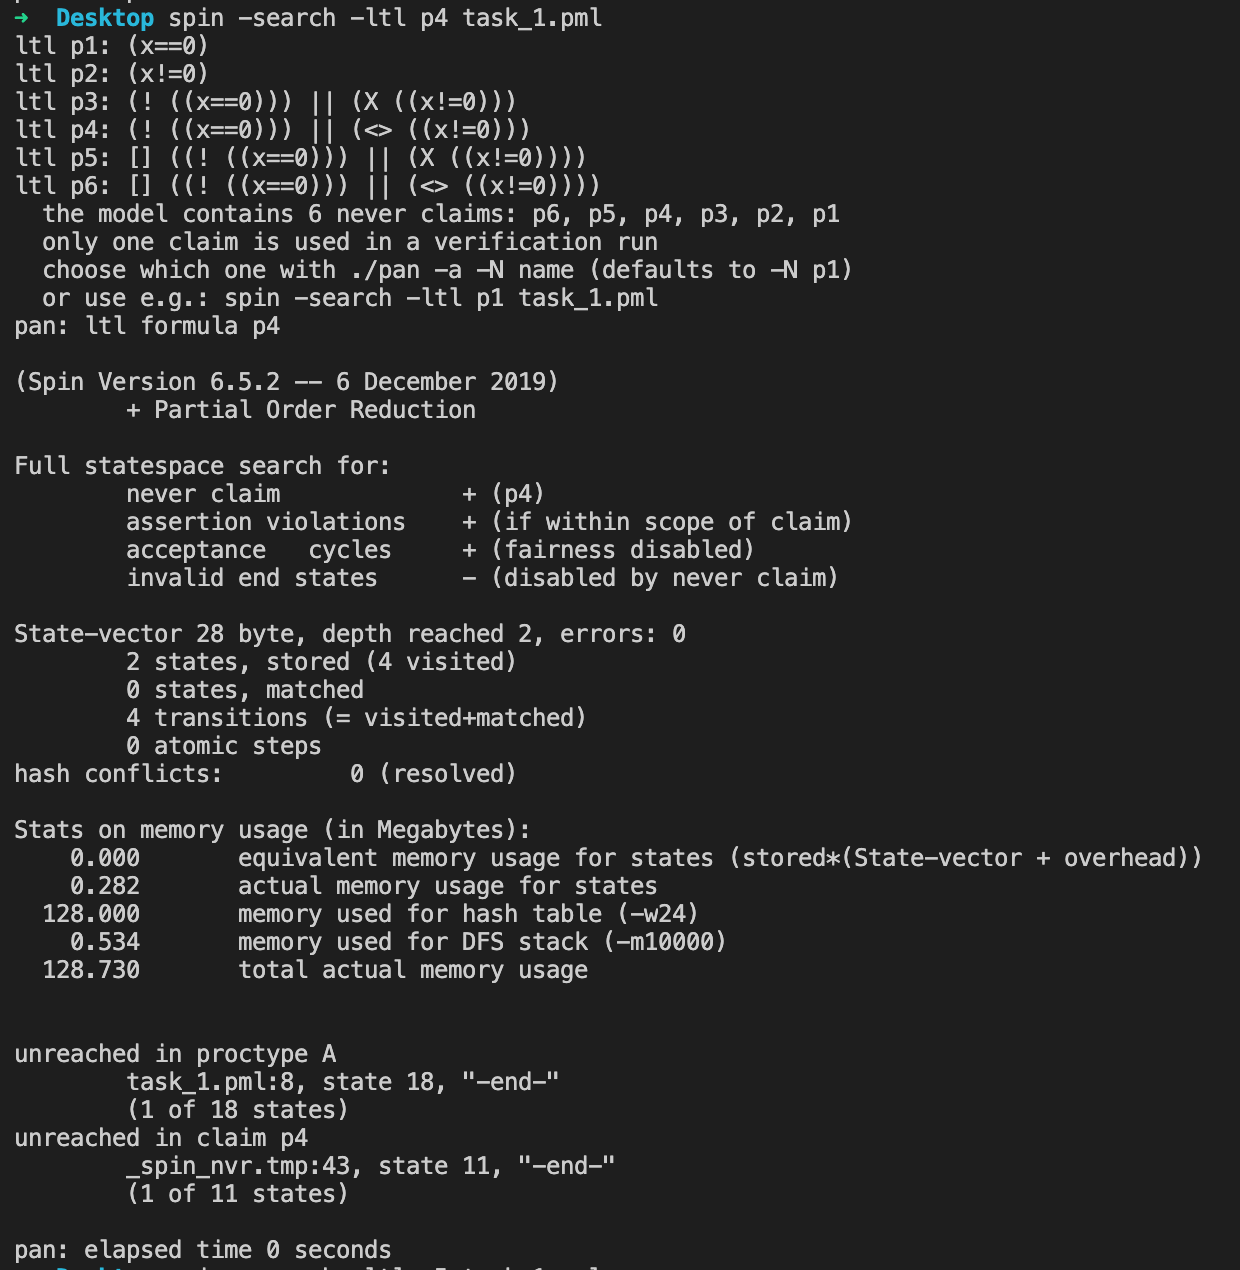 ➜  Desktop spin -search -ltl p4 task_1.pml
ltl p1: (x==0)
ltl p2: (x!=0)
ltl p3: (! ((x==0))) || (X ((x!=0)))
ltl p4: (! ((x==0))) || (<> ((x!=0)))
ltl p5: [] ((! ((x==0))) || (X ((x!=0))))
ltl p6: [] ((! ((x==0))) || (<> ((x!=0))))
  the model contains 6 never claims: p6, p5, p4, p3, p2, p1
  only one claim is used in a verification run
  choose which one with ./pan -a -N name (defaults to -N p1)
  or use e.g.: spin -search -ltl p1 task_1.pml
pan: ltl formula p4

(Spin Version 6.5.2 -- 6 December 2019)
        + Partial Order Reduction

Full statespace search for:
        never claim             + (p4)
        assertion violations    + (if within scope of claim)
        acceptance   cycles     + (fairness disabled)
        invalid end states      - (disabled by never claim)

State-vector 28 byte, depth reached 2, errors: 0
        2 states, stored (4 visited)
        0 states, matched
        4 transitions (= visited+matched)
        0 atomic steps
hash conflicts:         0 (resolved)

Stats on memory usage (in Megabytes):
    0.000       equivalent memory usage for states (stored*(State-vector + overhead))
    0.282       actual memory usage for states
  128.000       memory used for hash table (-w24)
    0.534       memory used for DFS stack (-m10000)
  128.730       total actual memory usage

unreached in proctype A
        task_1.pml:8, state 18, "-end-"
        (1 of 18 states)
unreached in claim p4
        _spin_nvr.tmp:43, state 11, "-end-"
        (1 of 11 states)

pan: elapsed time 0 seconds